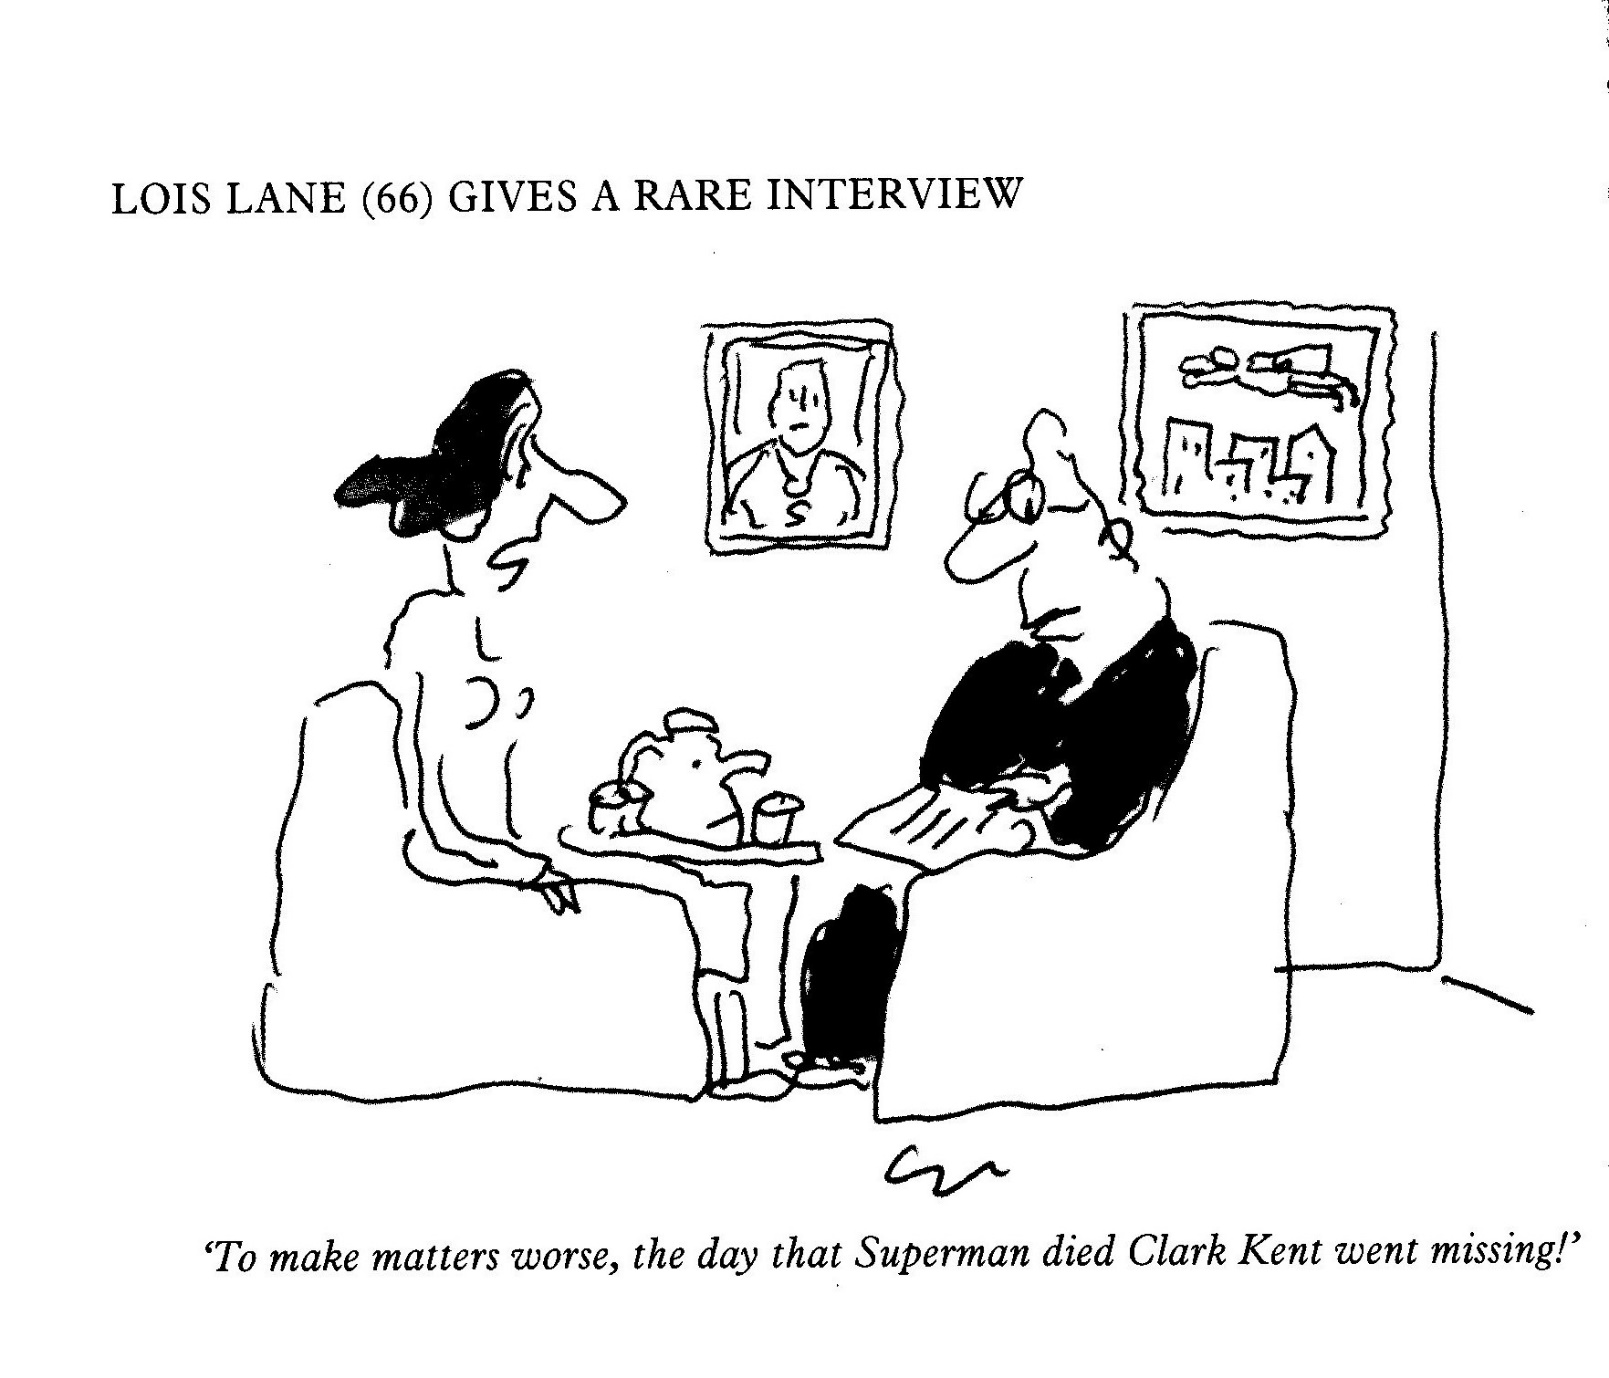 LOIS LANE (66) GIVES A RARE INTERVIEW
S
‘To make matters worse, the day that Superman died Clark Kent went missing!’